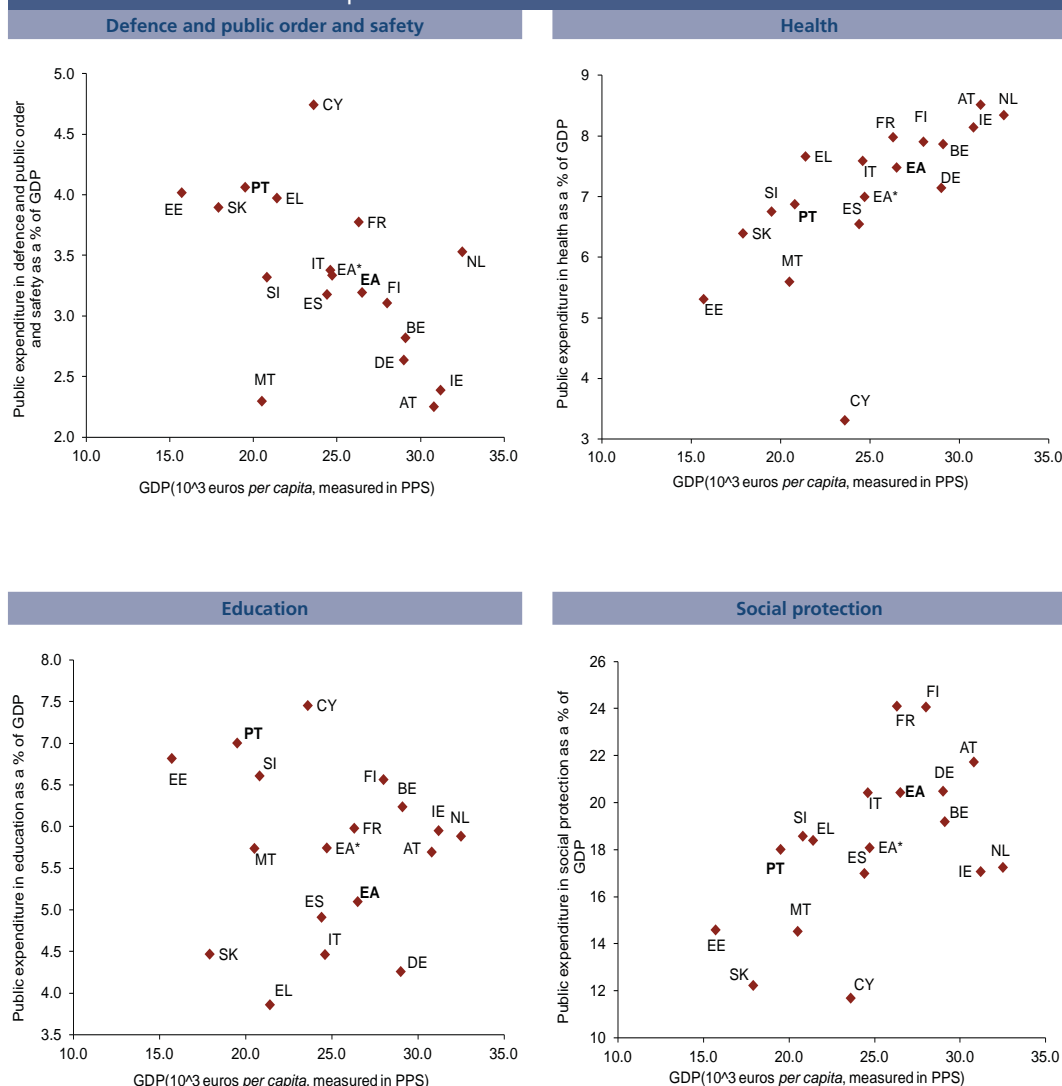 Defence and public order and safety
Public expenditure in defence and public order
and safety as a % of GDP
5.0
4.5
4.0
3.5
3.0
2.5
2.0
CY
EE
SK
PT
EL
FR
NL
SI
IT
EA*
ES
EA
FI
BE
DE
MT
IE
AT
10.0 15.0 20.0 25.0 30.0 35.0
GDP(10^3 euros per capita, measured in PPS)
Health
Public expenditure in health as a % of GDP
9
8
7
6
5
4
3
AT
NL
IE
FR
FI
BE
EL
IT
EA
DE
SI
PT
ES
EA*
SK
MT
EE
CY
10.0 15.0 20.0 25.0 30.0 35.0
GDP(10^3 euros per capita, measured in PPS)
Education
Public expenditure in education as a % of GDP
8.0
7.5
7.0
6.5
6.0
5.5
5.0
4.5
4.0
3.5
CY
PT
EE
SI
FI
BE
IE
NL
FR
MT
EA*
AT
ES
EA
SK
IT
DE
EL
10.0 15.0 20.0 25.0 30.0 35.0
GDP(10^3 euros per capita, measured in PPS)
Social protection
Public expenditure in social protection as a % of
GDP
26
24
22
20
18
16
14
12
10
FI
FR
AT
DE
IT
EA
BE
SI
EL
PT
ES
EA*
IE
NL
MT
EE
SK
CY
10.0 15.0 20.0 25.0 30.0 35.0
GDP(10^3 euros per capita, measured in PPS)